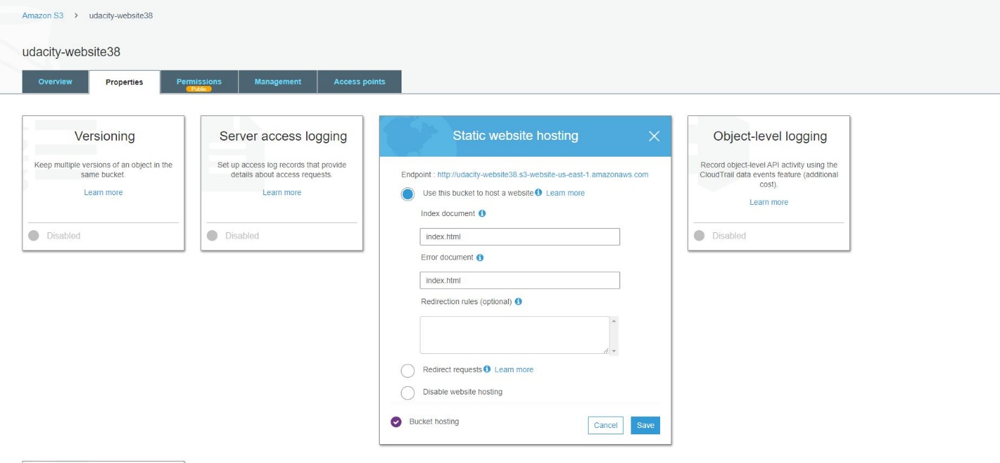 Amazon S3 > udacity-website38
udacity-website38
Overview
Properties
Permissions
Public
Management
Access points
Versioning
Keep multiple versions of an object in the
same bucket.
Learn more
Disabled
Server access logging
Set up access log records that provide
details about access requests.
Learn more
Disabled
Static website hosting
Endpoint : http://udacity-website38.s3-website-us-east-1.amazonaws.com
Use this bucket to host a website Learn more
Index document
index.html
Error document
index.html
Redirection rules (optional)
Redirect requests Learn more
Disable website hosting
Bucket hosting
Cancel
Save
Object-level logging
Record object-level API activity using the
CloudTrail data events feature (additional
cost).
Learn more
Disabled